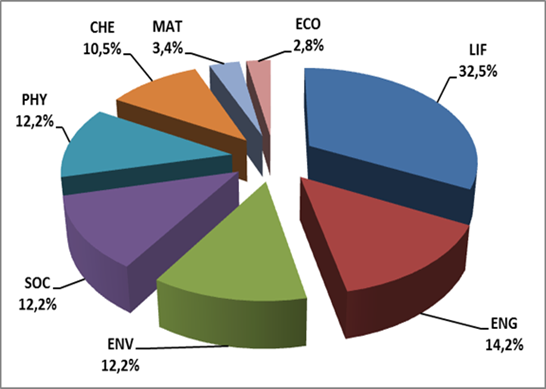 LIF
32,5%
ENG
14,2%
ENV
12,2%
SOC
12,2%
PHY
12,2%
CHE
10,5%
MAT
3,4%
ECO
2,8%